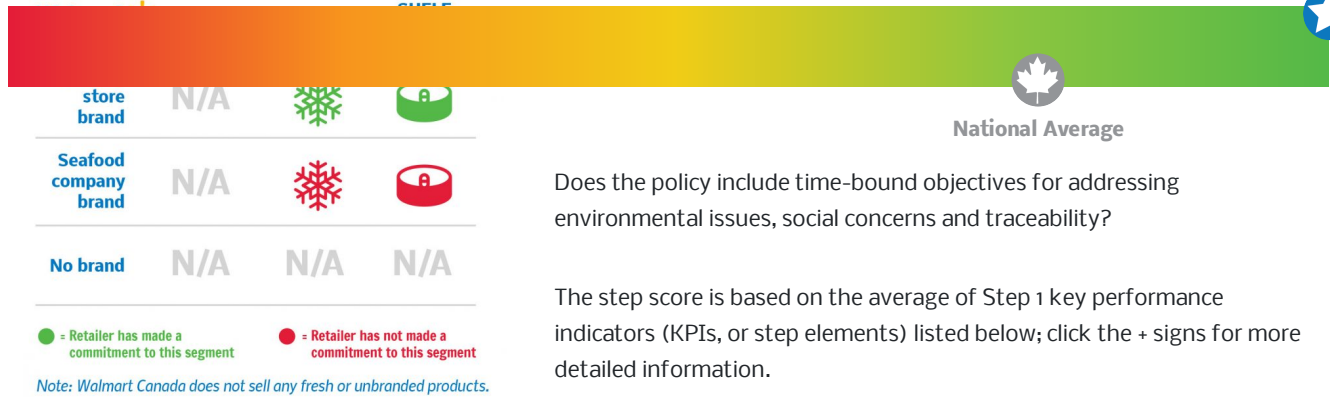 SHELF
store
brand
N/A
Seafood
company
brand
N/A
No brand
N/A
N/A
N/A
= Retailer has made a
commitment to this segment
= Retailer has not made a
commitment to this segment
Note: Walmart Canada does not sell any fresh or unbranded products.
National Average
Does the policy include time-bound objectives for addressing
environmental issues, social concerns and traceability?
The step score is based on the average of Step 1 key performance
indicators (KPIs, or step elements) listed below; click the + signs for more
detailed information.